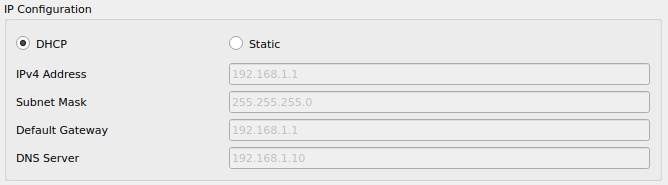 IP Configuration
DHCP Static
IPv4 Address 192.168.1.1
Subnet Mask 255.255.255.0
Default Gateway 192.168.1.1
DNS Server 192.168.1.10